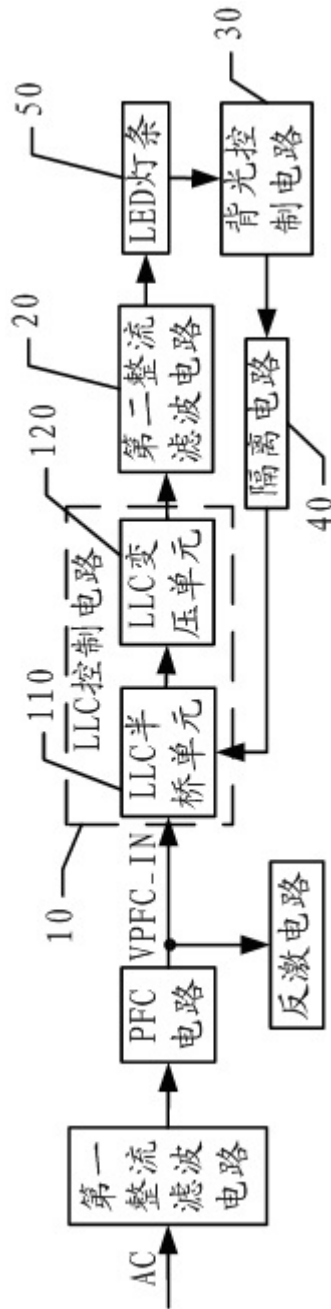 AC
第一
整流
滤波
电路
PFC
电路
VPFC_IN
反激电路
10
LLC控制电路
110
LLC半
桥单元
120
LLC变
压单元
20
第二整流
滤波电路
50
LED灯条
30
背光控
制电路
隔离电路
40